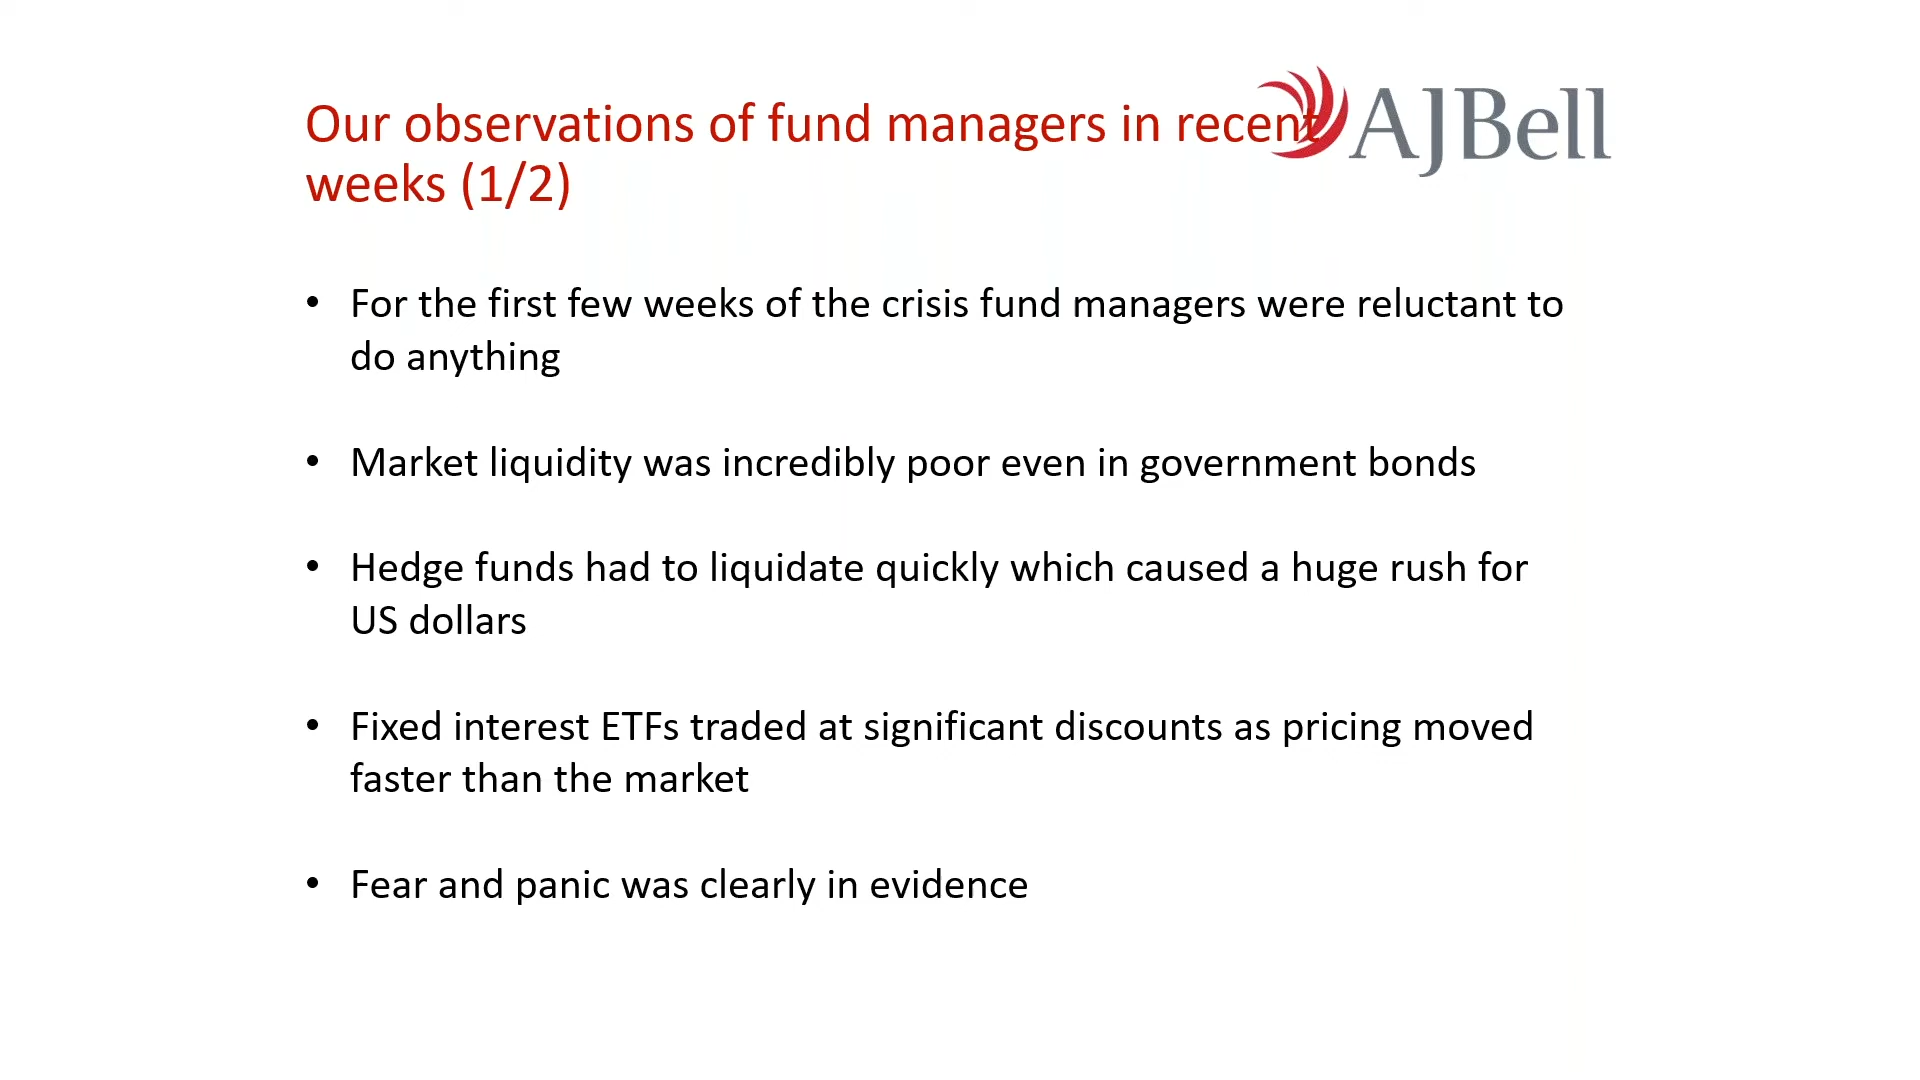 Our observations of fund managers in recent
weeks (1/2)
AJBell
• For the first few weeks of the crisis fund managers were reluctant to
do anything
• Market liquidity was incredibly poor even in government bonds
• Hedge funds had to liquidate quickly which caused a huge rush for
US dollars
• Fixed interest ETFs traded at significant discounts as pricing moved
faster than the market
• Fear and panic was clearly in evidence